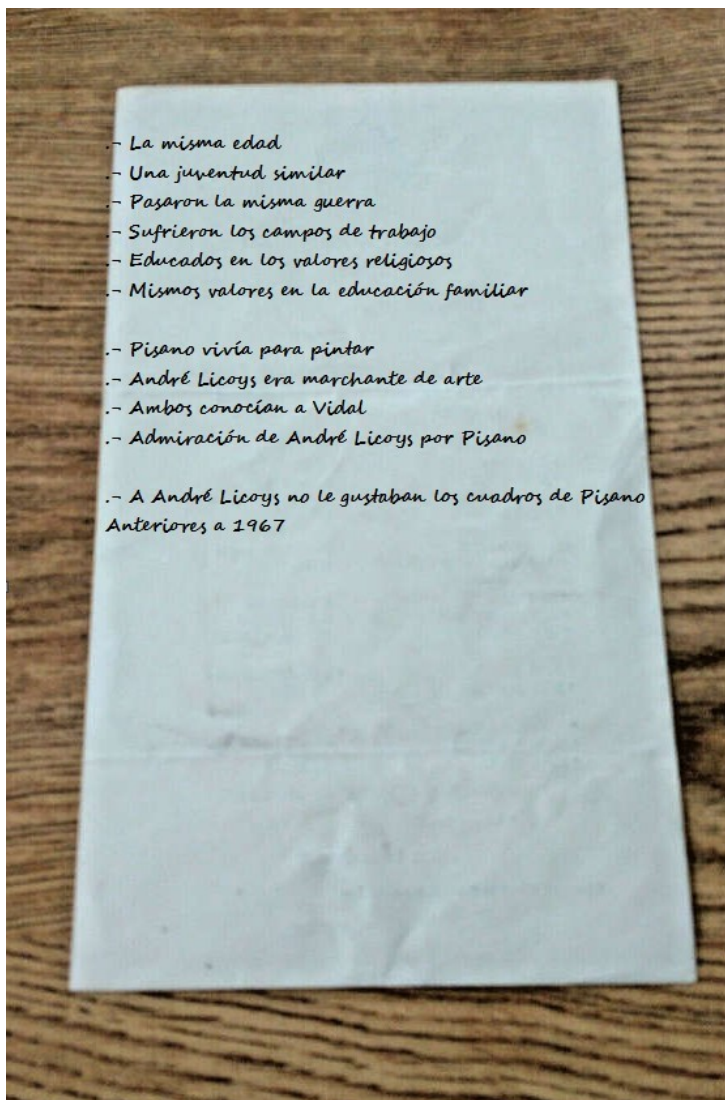 .- La misma edad
.- Una juventud similar
.- Pasaron la misma guerra
.- Sufrieron los campos de trabajo
.- Educados en los valores religiosos
.- Mismos valores en la educación familiar
.- Pisano vivía para pintar
.- André Licoys era marchante de arte
.- Ambos conocían a Vidal
.- Admiración de André Licoys por Pisano
.- A André Licoys no le gustaban los cuadros de Pisano
Anteriores a 1967